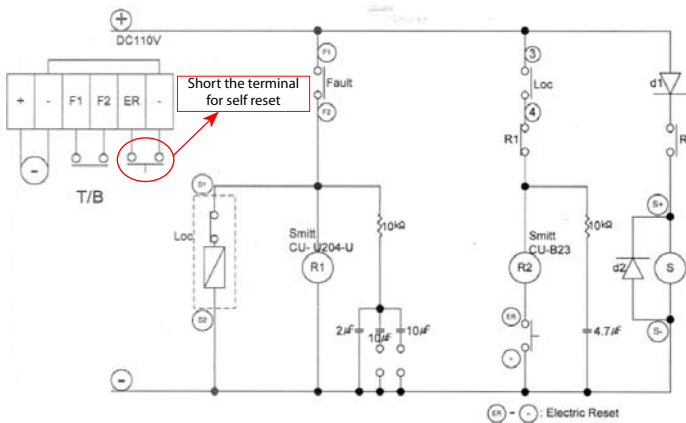 +
DC110V
Short the terminal
for self reset
+ - F1 F2 ER -
-
T/B
F1
Fault
F2
3
Loc
4
R1
d1
R
D1
Loc
D2
Smitt
CU- U204-U
R1
10kΩ
2㎌
10㎌
10㎌
Smitt
CU-B23
R2
ER
-
10kΩ
4.7㎌
S+
d2
S
S-
-
ER - - : Electric Reset